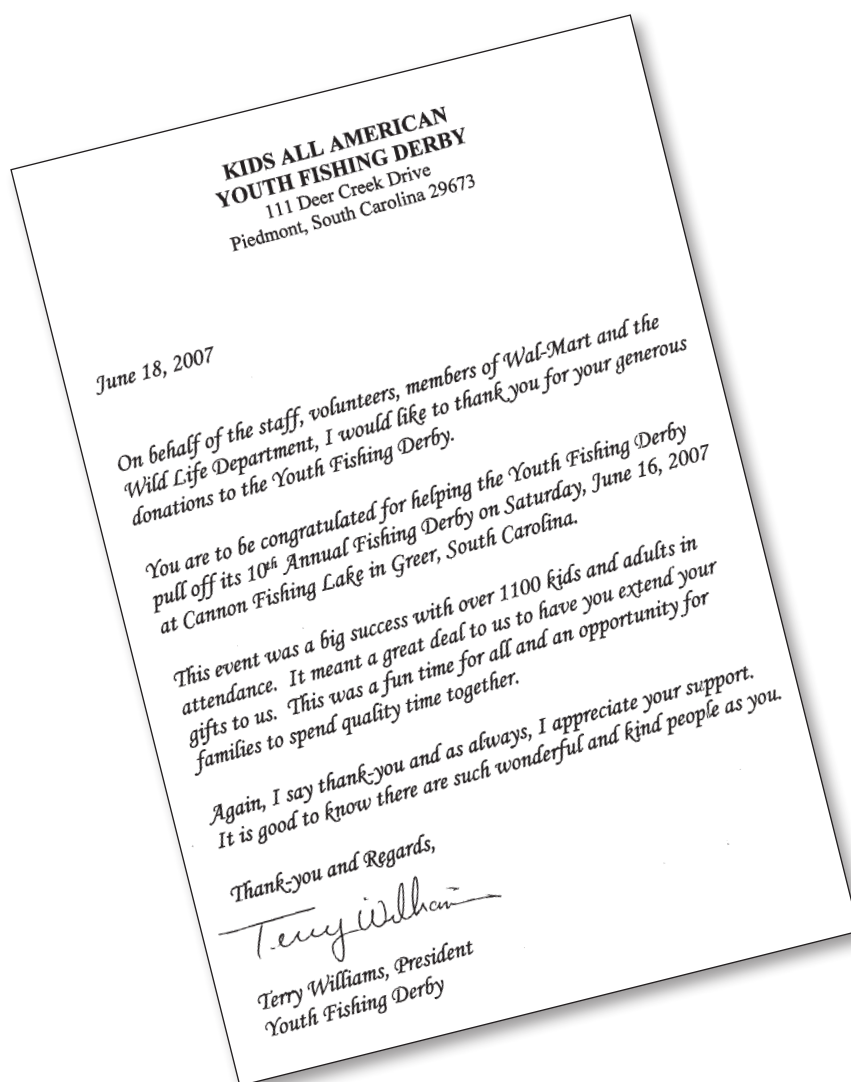 KIDS ALL AMERICAN
YOUTH FISHING DERBY
111 Deer Creek Drive
Piedmont, South Carolina 29673
June 18, 2007
On behalf of the staff, volunteers, members of Wal-Mart and the
Wild Life Department, I would like to thank you for your generous
donations to the Youth Fishing Derby.
You are to be congratulated for helping the Youth Fishing Derby
pull off its 10th Annual Fishing Derby on Saturday, June 16, 2007
at Cannon Fishing Lake in Greer, South Carolina.
This event was a big success with over 1100 kids and adults in
attendance. It meant a great deal to us to have you extend your
gifts to us. This was a fun time for all and an opportunity for
families to spend quality time together.
Again, I say thank-you and as always, I appreciate your support.
It is good to know there are such wonderful and kind people as you.
Thank-you and Regards,
Terry Williams
Terry Williams, President
Youth Fishing Derby